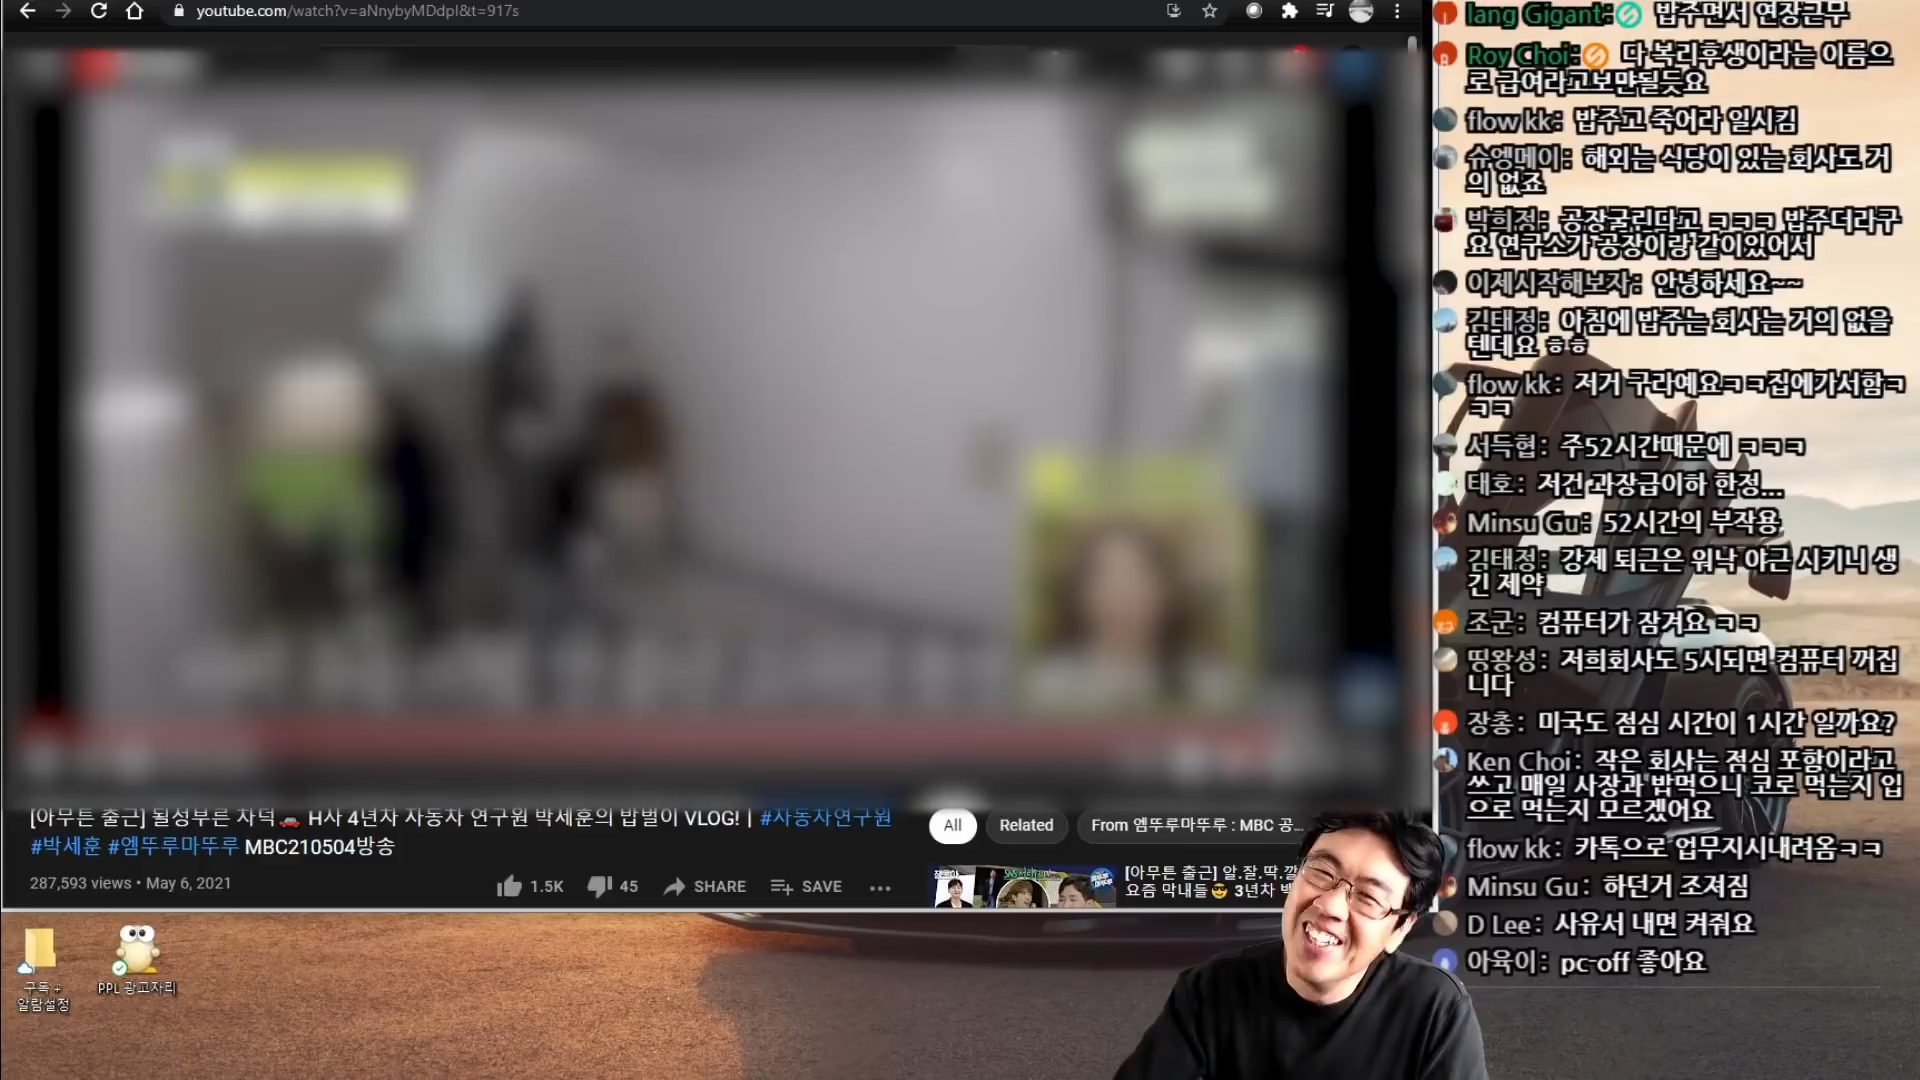 youtube.com/watch?v=aNnybyMDdpI&t=917s
[아무튼 출근] 될성부른 차덕🚗 H사 4년차 자동차 연구원 박세훈의 밥벌이 VLOG! | #자동차연구원
#박세훈 #엠뚜루마뚜루 MBC210504방송
287,593 views • May 6, 2021
1.5K
45
SHARE
SAVE
All
Related
From 엠뚜루마뚜루 : MBC 공...
[아무튼 출근] 알.잘.딱.깔
요즘 막내들😎 3년차
구독 +
알람설정
PPL 광고자리
Iang Gigant: 밥주면서 연장근무
Roy Choi: 다 복리후생이라는 이름으
로 급여라고보먄될듯요
flow kk: 밥주고 죽어라 일시킴
슈엥메이: 해외는 식당이 있는 회사도 거
의 없죠
박희정: 공장굴린다고 ㅋㅋㅋ 밥주더라구
요 연구소가 공장이랑 같이있어서
이제시작해보자: 안녕하세요~~
김태정: 아침에 밥주는 회사는 거의 없을
텐데요 ㅎㅎ
flow kk: 저거 구라예요ㅋㅋ집에가서함ㅋ
ㅋㅋ
서득협: 주52시간때문에 ㅋㅋㅋ
태호: 저건 과장급이하 한정...
Minsu Gu: 52시간의 부작용
김태정: 강제 퇴근은 워낙 야근 시키니 생
긴 제약
조군: 컴퓨터가 잠겨요 ㅋㅋ
띵왕성: 저희회사도 5시되면 컴퓨터 꺼집
니다
장총: 미국도 점심 시간이 1시간 일까요?
Ken Choi: 작은 회사는 점심 포함이라고
쓰고 매일 사장과 밥먹으니 코로 먹는지 입
으로 먹는지 모르겠어요
flow kk: 카톡으로 업무지시내려옴ㅋㅋ
Minsu Gu: 하던거 조져짐
D Lee: 사유서 내면 켜줘요
아육이: pc-off 좋아요